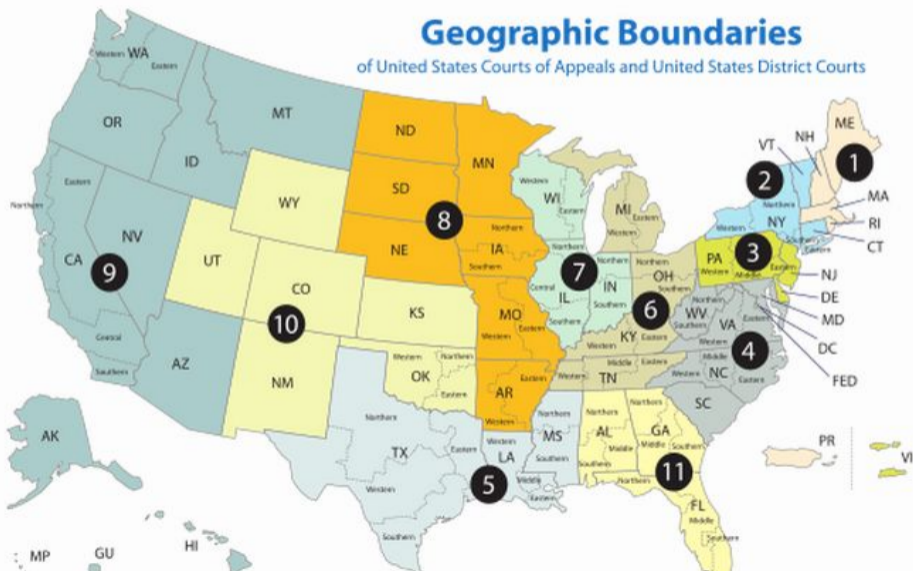 Geographic Boundaries
of United States Courts of Appeals and United States District Courts
Western WA
Eastern
MT
ND
MN
ME
OR
ID
VT
NH
1
SD
WY
2
MA
Eastern
Western
WI
Eastern
MI
Eastern
Western
Northern
RI
Northern
8
NY
NV
NE
Northern
IA
Southern
Western
Southern
Eastern
CT
UT
7
3
PA
CA
9
CO
Northern
Northern
Northern
OH
Western
Middle
Eastern
NJ
Central
IL
IN
Southern
DE
10
KS
MO
Southern
Southern
6
Northern
WV
MD
Central
Western
Eastern
KY
Eastern
Southern
VA
Eastern
DC
Western
4
Southern
AZ
NM
Western
Northern
OK
Eastern
AR
Eastern
Western
Western
Middle
Eastern
TN
Western
Middle
NC
Eastern
FED
SC
AK
Northern
TX
Eastern
Western
LA
Northern
MS
Southern
Northern
AL
Middle
Southern
Northern
GA
Middle
Southern
PR
VI
Western
5
Middle
Eastern
Northern
11
FL
Middle
Southern
Southern
HI
MP
GU